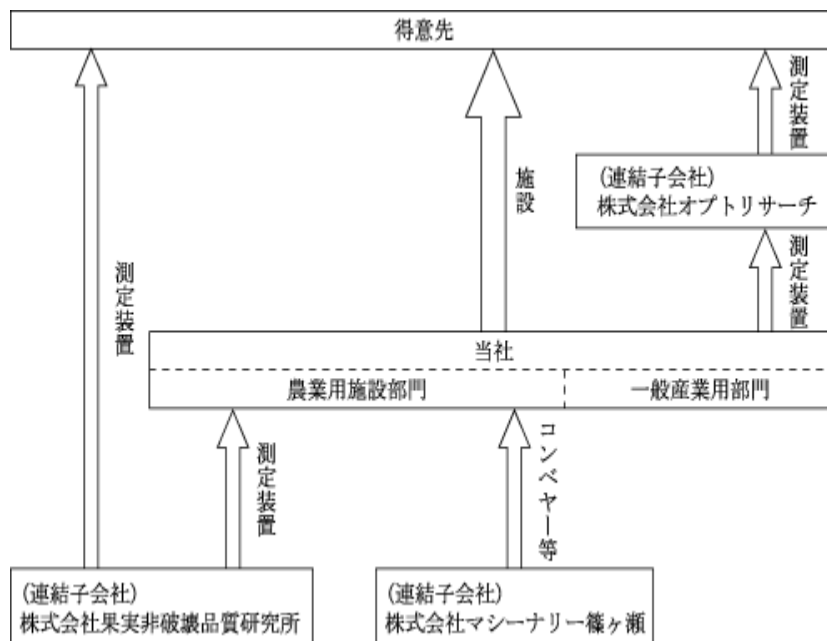 得意先
測定装置
(連結子会社)
株式会社オプトリサーチ
施設
測定装置
測定装置
当社
農業用施設部門
一般産業用部門
測定装置
コンベヤー等
(連結子会社)
株式会社果実非破壊品質研究所
(連結子会社)
株式会社マシーナリー篠ヶ瀬